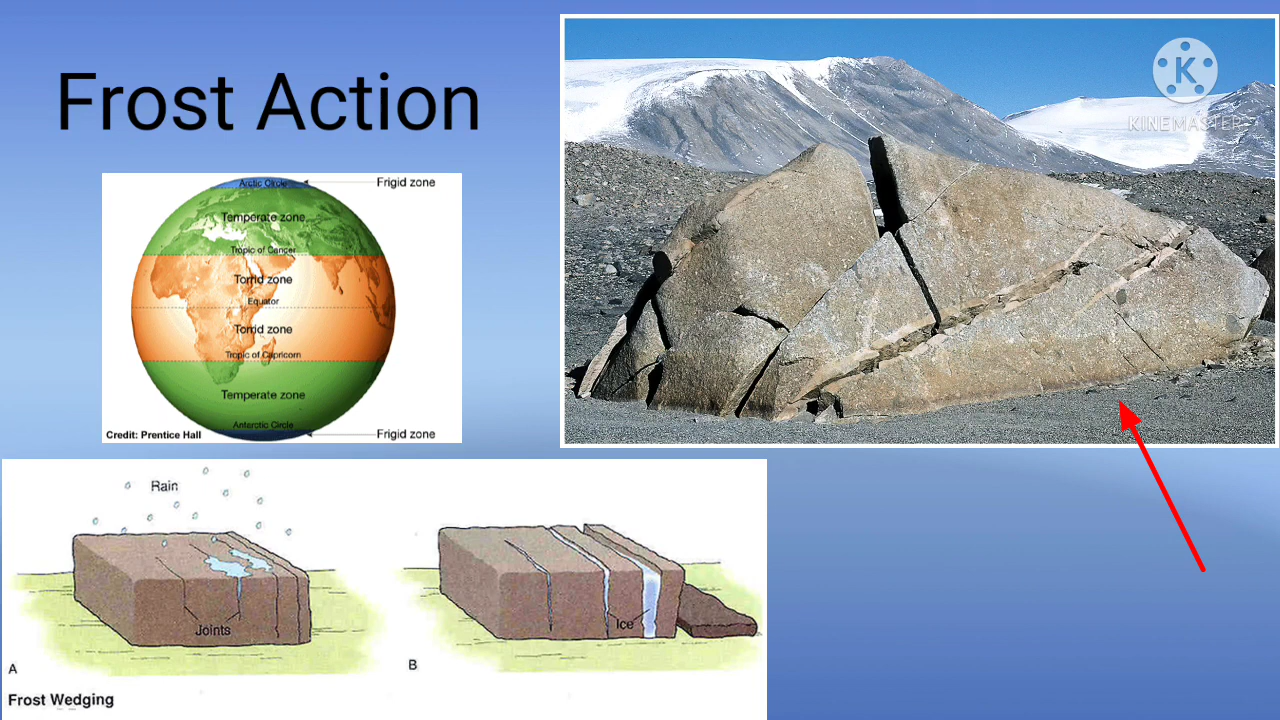 Frost Action
K
KINEMASTER
Arctic Circle
Frigid zone
Temperate zone
Tropic of Cancer
Torrid zone
Equator
Torrid zone
Tropic of Capricorn
Temperate zone
Antarctic Circle
Frigid zone
Credit: Prentice Hall
Rain
Joints
A
Ice
B
Frost Wedging